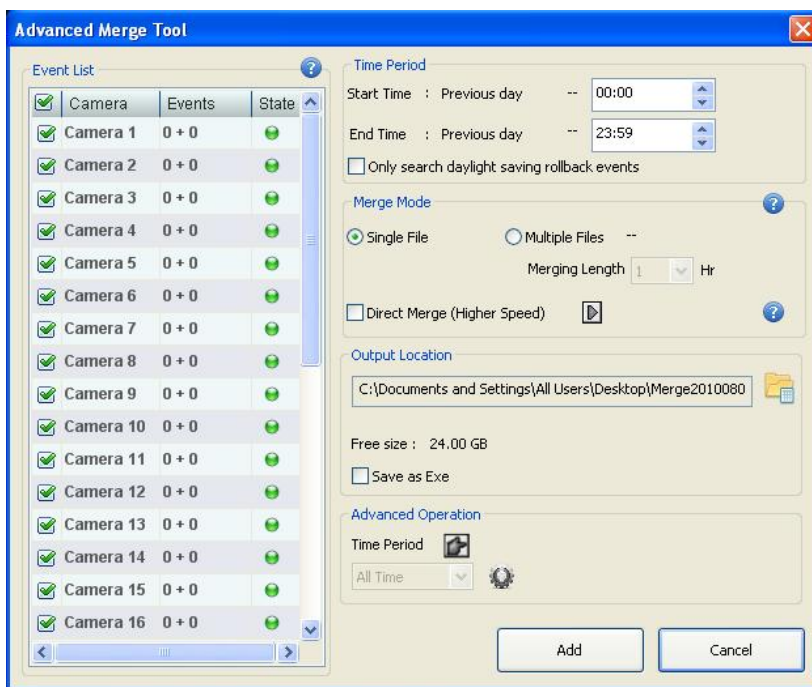 Advanced Merge Tool
Event List
Camera Events State
Camera 1 0 + 0
Camera 2 0 + 0
Camera 3 0 + 0
Camera 4 0 + 0
Camera 5 0 + 0
Camera 6 0 + 0
Camera 7 0 + 0
Camera 8 0 + 0
Camera 9 0 + 0
Camera 10 0 + 0
Camera 11 0 + 0
Camera 12 0 + 0
Camera 13 0 + 0
Camera 14 0 + 0
Camera 15 0 + 0
Camera 16 0 + 0
Time Period
Start Time : Previous day -- 00:00
End Time : Previous day -- 23:59
Only search daylight saving rollback events
Merge Mode
Single File Multiple Files --
Merging Length 1 Hr
Direct Merge (Higher Speed)
Output Location
C:\Documents and Settings\All Users\Desktop\Merge2010080
Free size : 24.00 GB
Save as Exe
Advanced Operation
Time Period
All Time
Add Cancel